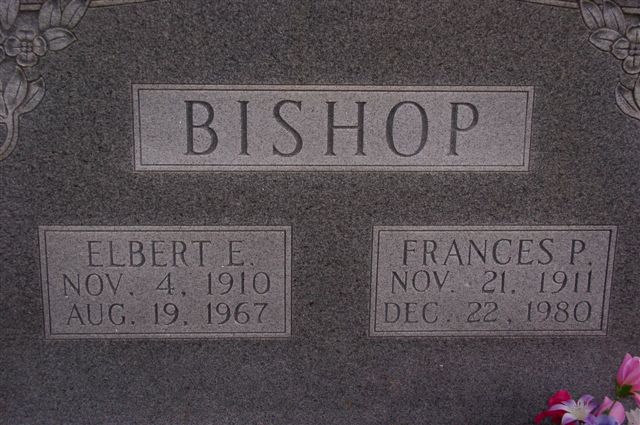 BISHOP
ELBERT E.
NOV. 4, 1910
AUG. 19, 1967
FRANCES P.
NOV. 21, 1911
DEC. 22, 1980